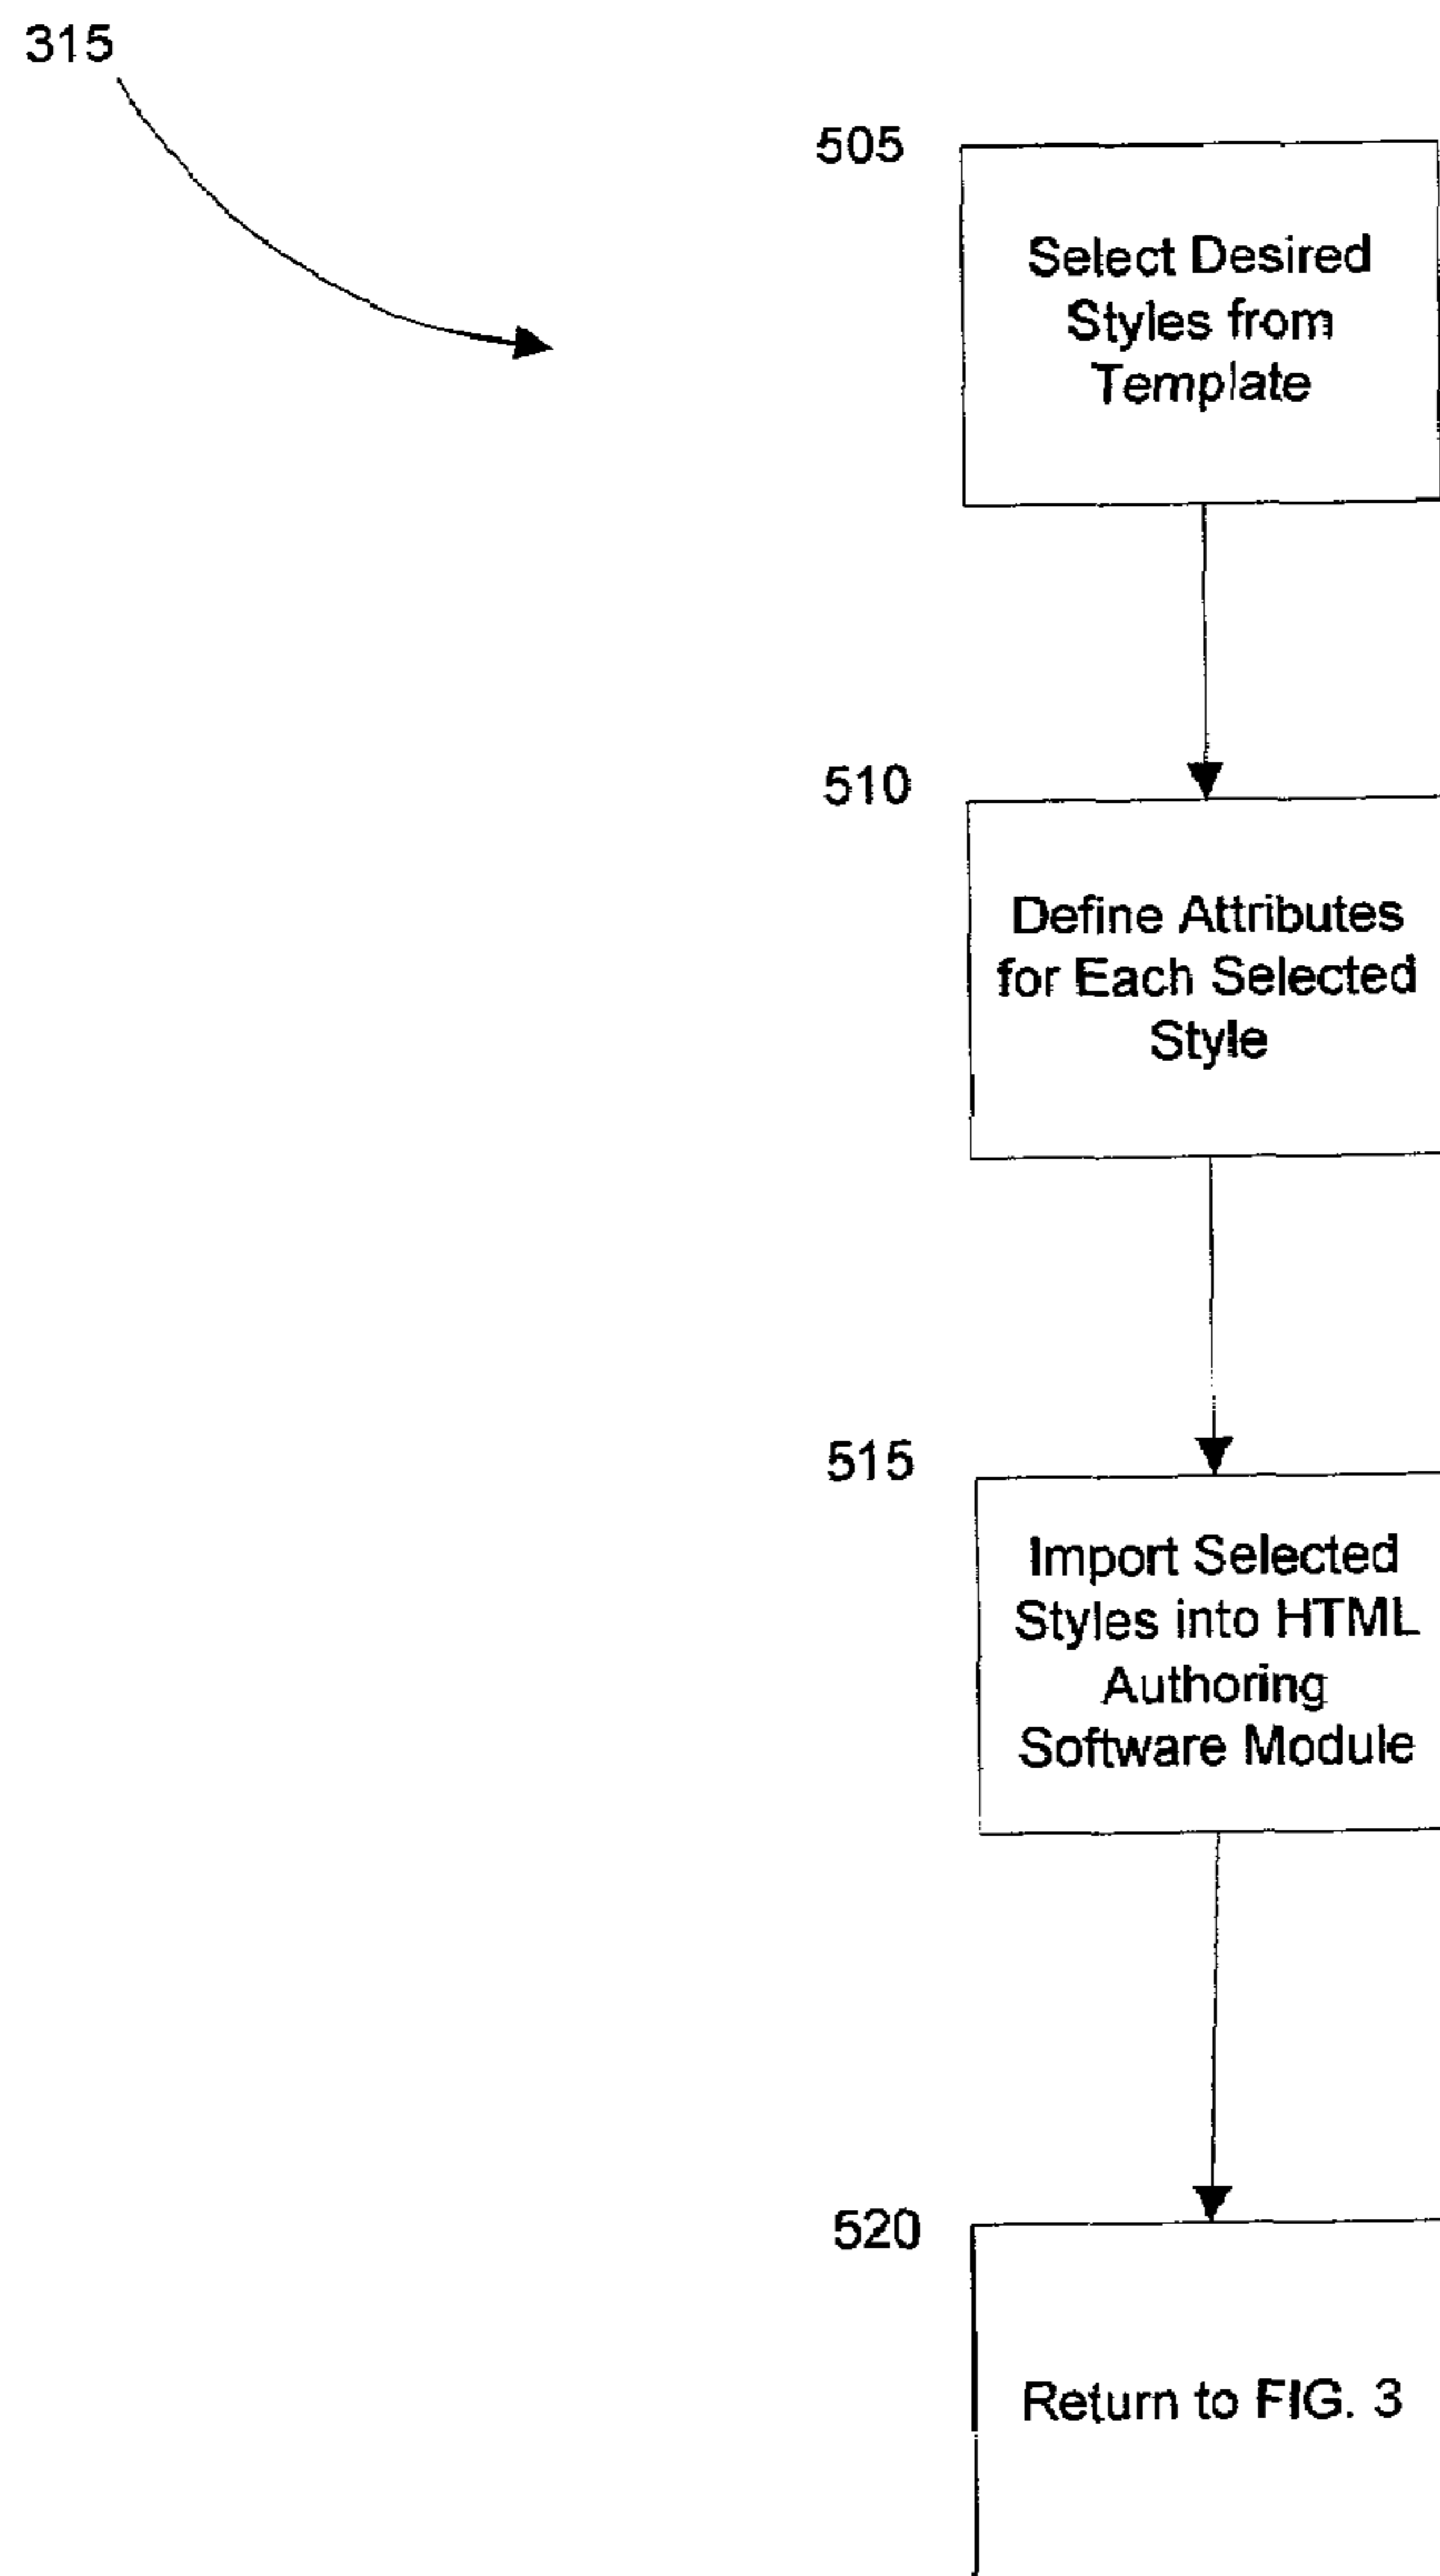 315
505
Select Desired
Styles from
Template
510
Define Attributes
for Each Selected
Style
515
Import Selected
Styles into HTML
Authoring
Software Module
520
Return to FIG. 3